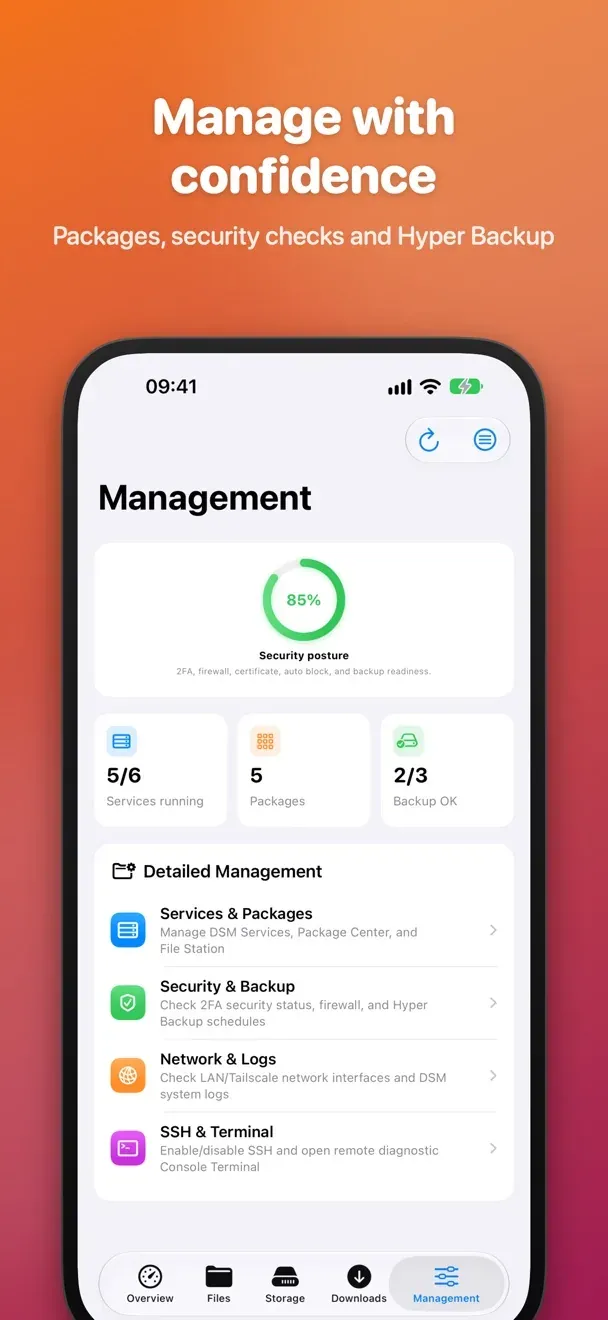 Manage with
confidence
Packages, security checks and Hyper Backup
09:41
Management
85%
Security posture
2FA, firewall, certificate, auto block, and backup readiness.
5/6
Services running
5
Packages
2/3
Backup OK
Detailed Management
Services & Packages
Manage DSM Services, Package Center, and
File Station
Security & Backup
Check 2FA security status, firewall, and Hyper
Backup schedules
Network & Logs
Check LAN/Tailscale network interfaces and DSM
system logs
SSH & Terminal
Enable/disable SSH and open remote diagnostic
Console Terminal
Overview
Files
Storage
Downloads
Management